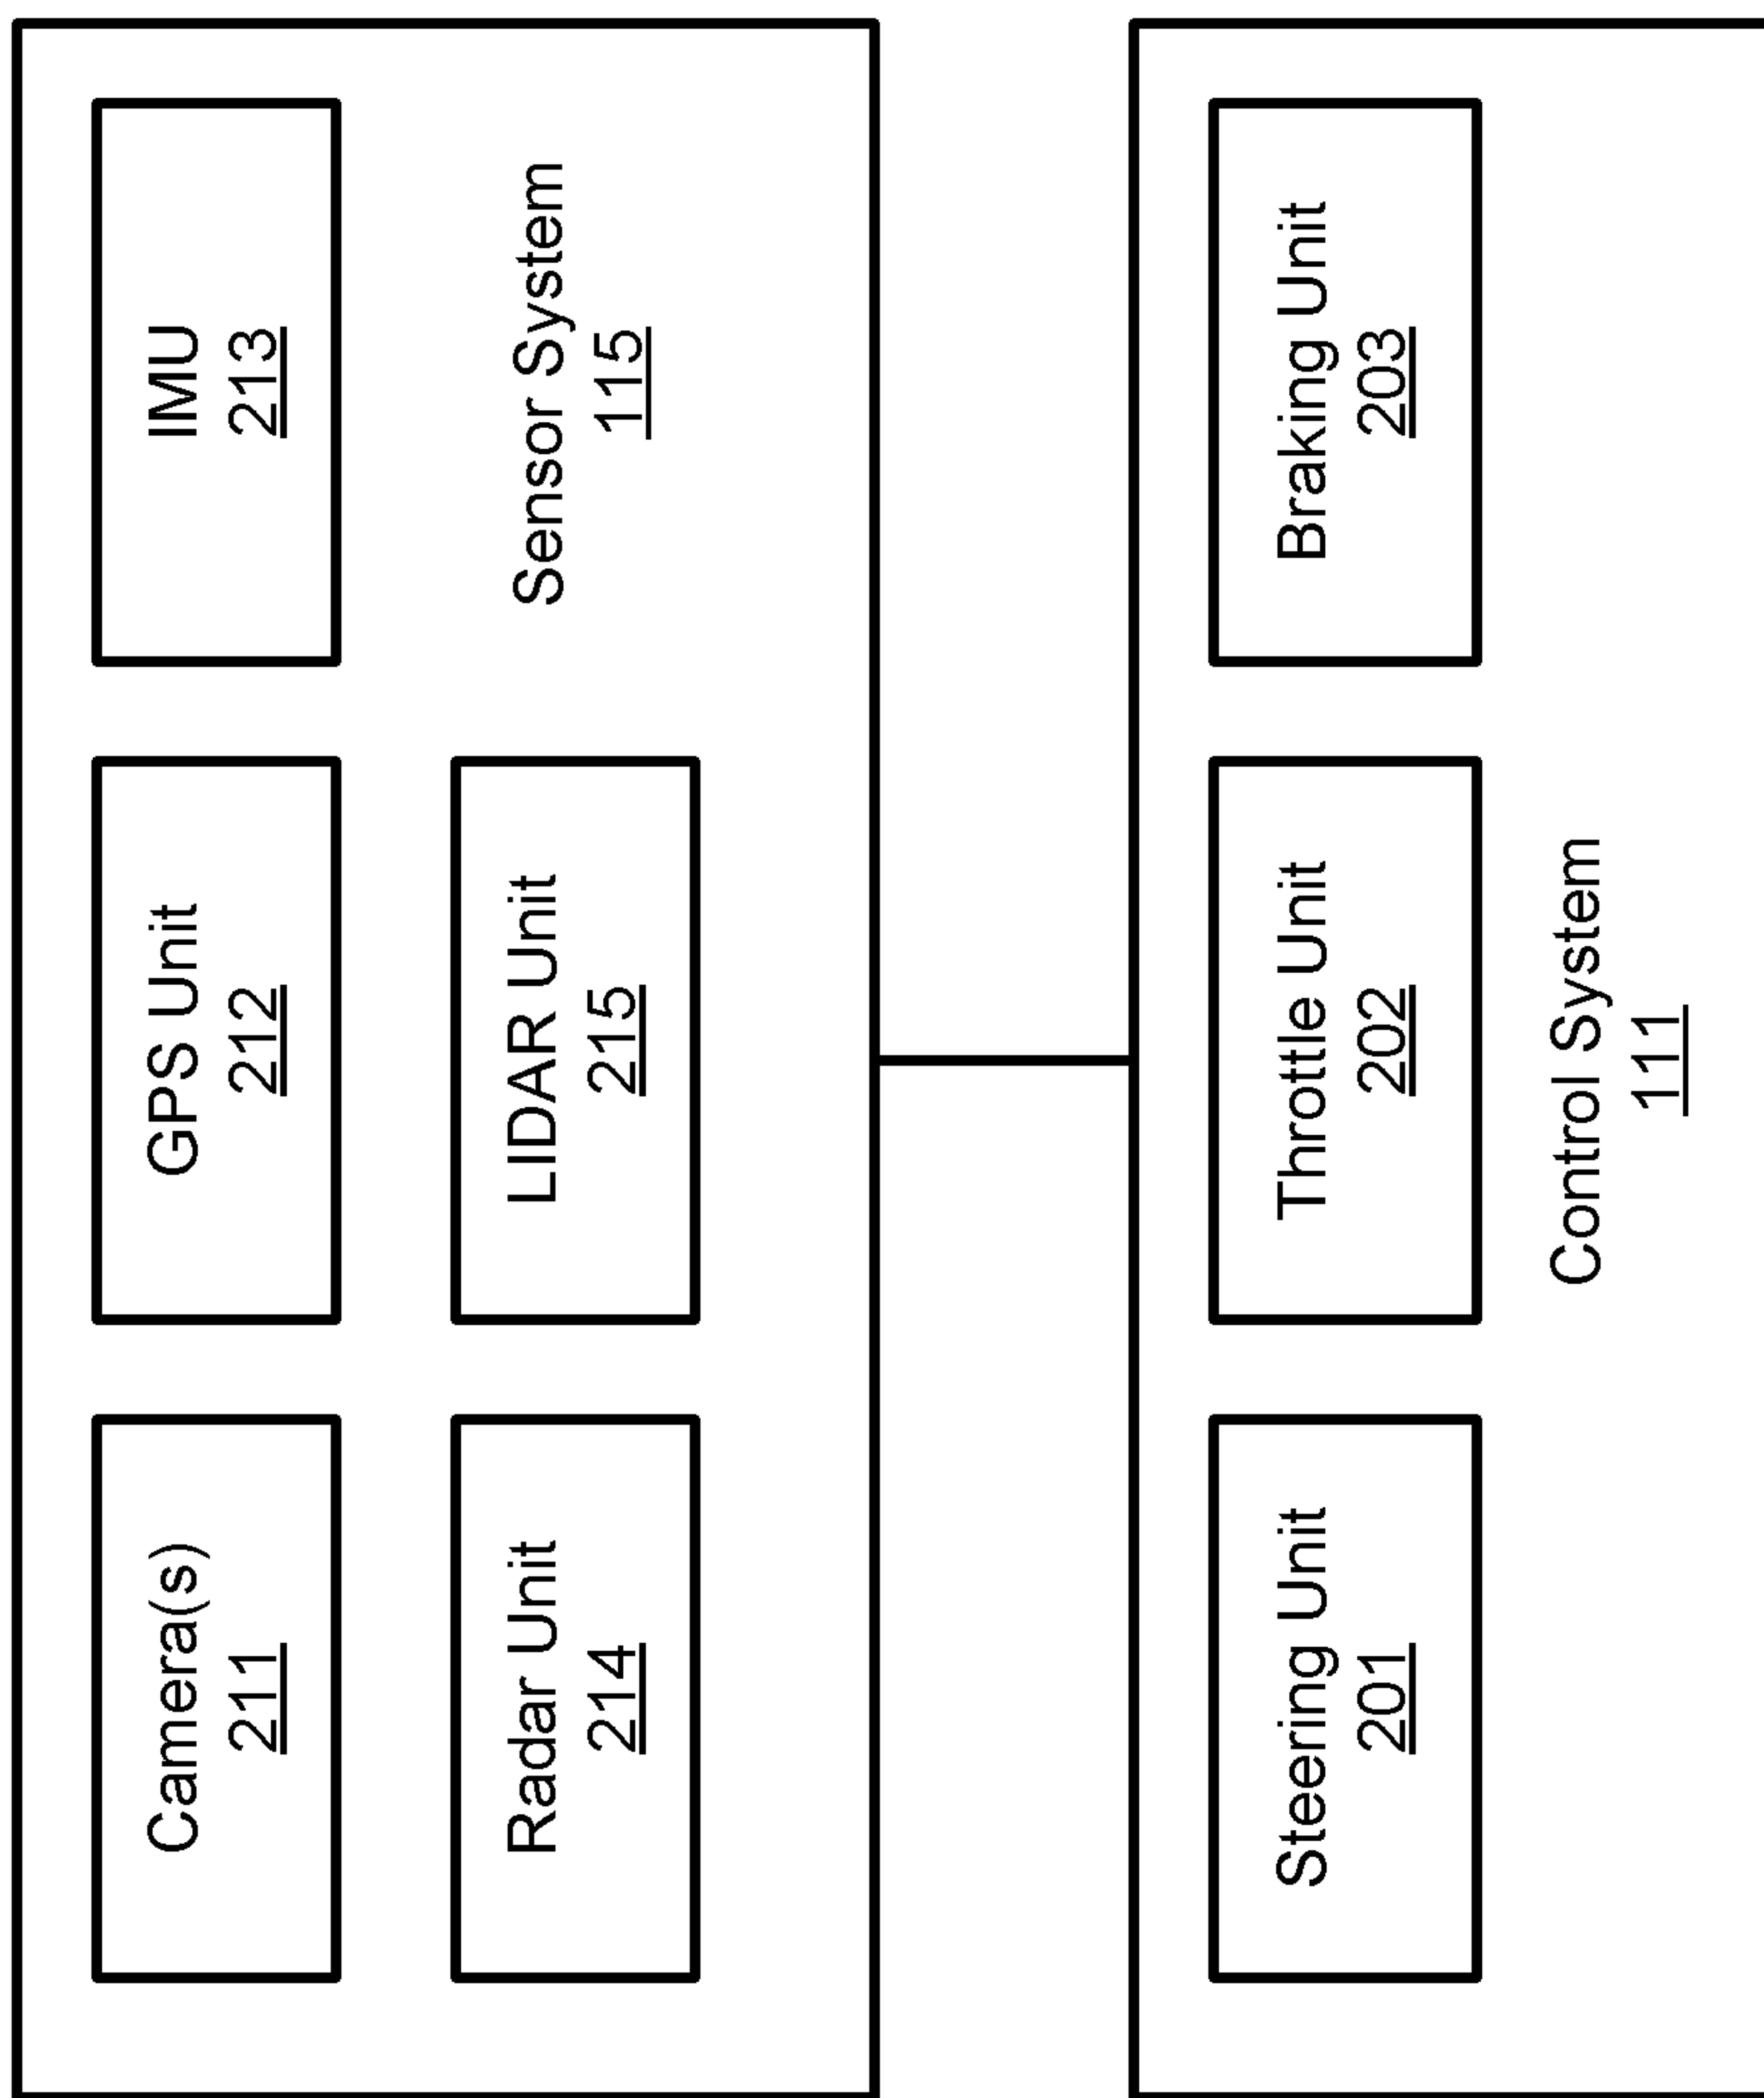 Camera(s)
211
GPS Unit
212
IMU
213
Radar Unit
214
LIDAR Unit
215
Sensor System
115
Steering Unit
201
Throttle Unit
202
Braking Unit
203
Control System
111